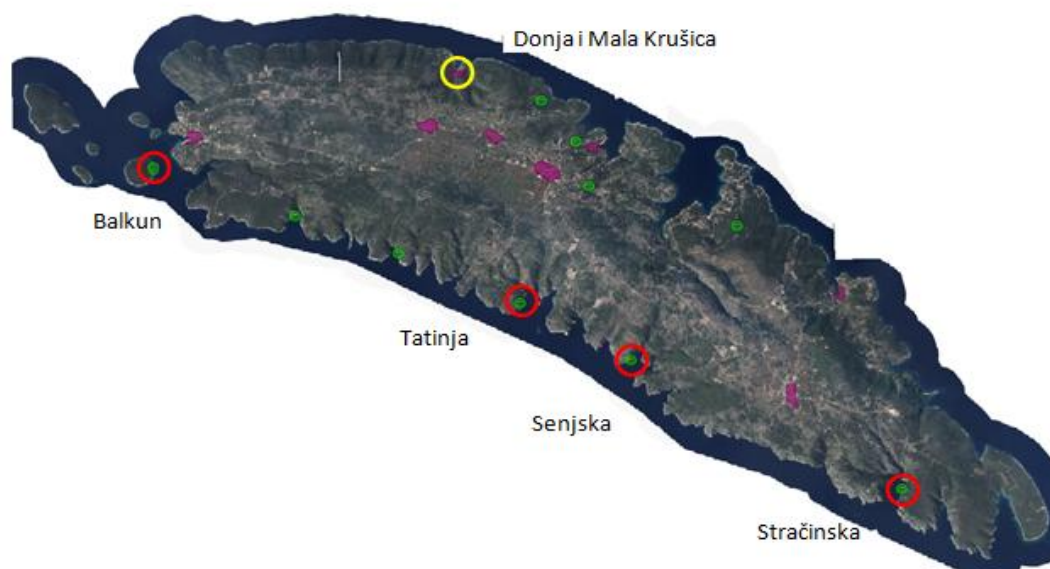 Donja i Mala Krušica
Balkun
Tatinja
Senjska
Stračinska